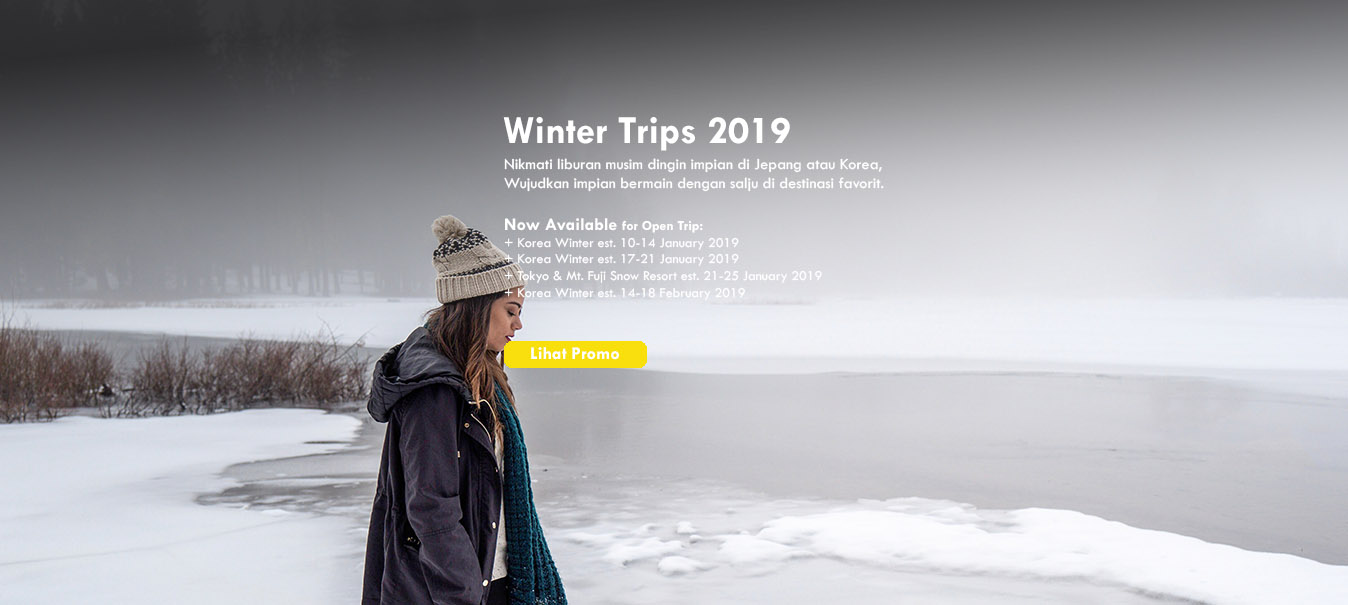 Winter Trips 2019
Nikmati liburan musim dingin impian di Jepang atau Korea,
Wujudkan impian bermain dengan salju di destinasi favorit.
Now Available for Open Trip:
+ Korea Winter est. 10-14 January 2019
+ Korea Winter est. 17-21 January 2019
+ Tokyo & Mt. Fuji Snow Resort est. 21-25 January 2019
+ Korea Winter est. 14-18 February 2019
Lihat Promo